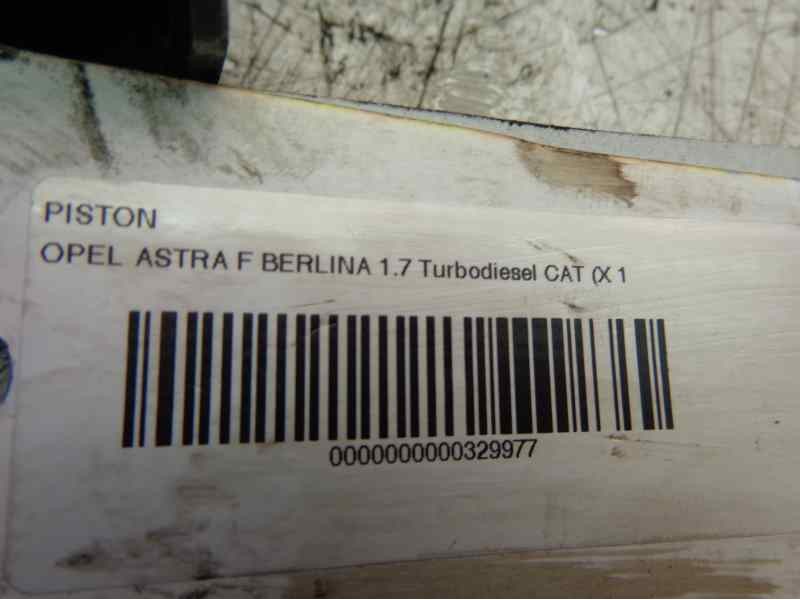 PISTON
OPEL ASTRA F BERLINA 1.7 Turbodiesel CAT (X 1
0000000000329977